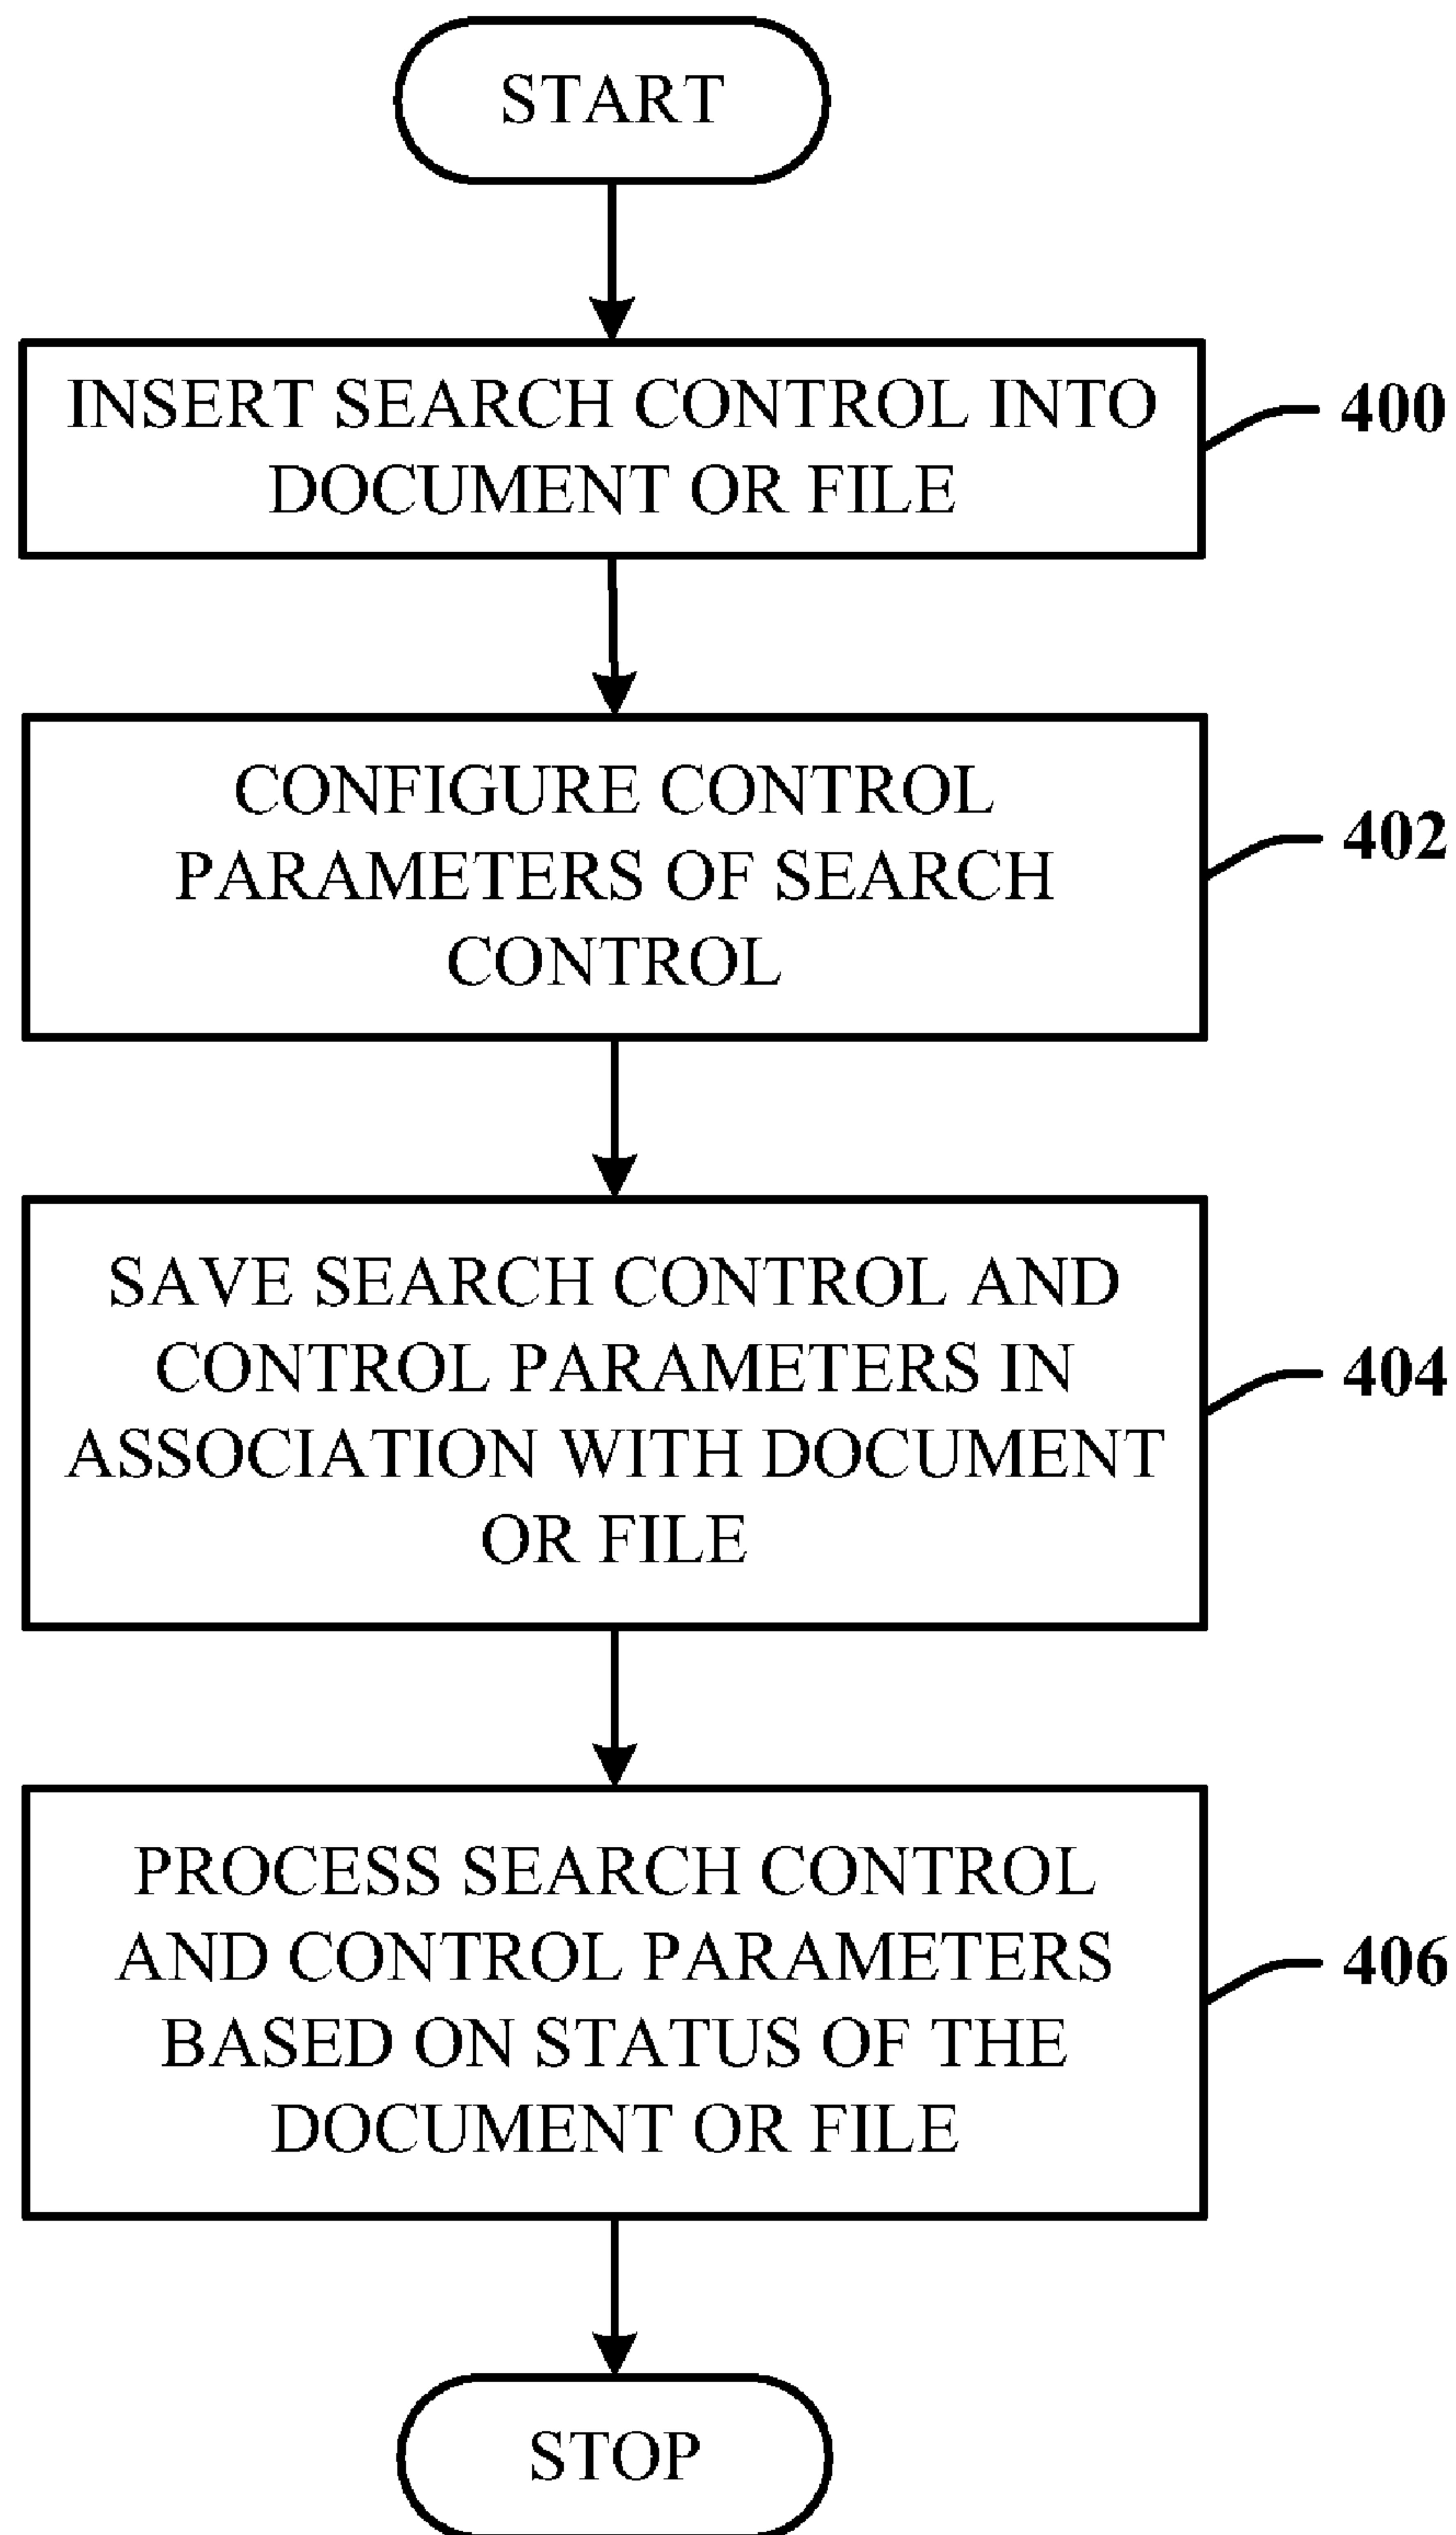 START
INSERT SEARCH CONTROL INTO
DOCUMENT OR FILE
400
CONFIGURE CONTROL
PARAMETERS OF SEARCH
CONTROL
402
SAVE SEARCH CONTROL AND
CONTROL PARAMETERS IN
ASSOCIATION WITH DOCUMENT
OR FILE
404
PROCESS SEARCH CONTROL
AND CONTROL PARAMETERS
BASED ON STATUS OF THE
DOCUMENT OR FILE
406
STOP